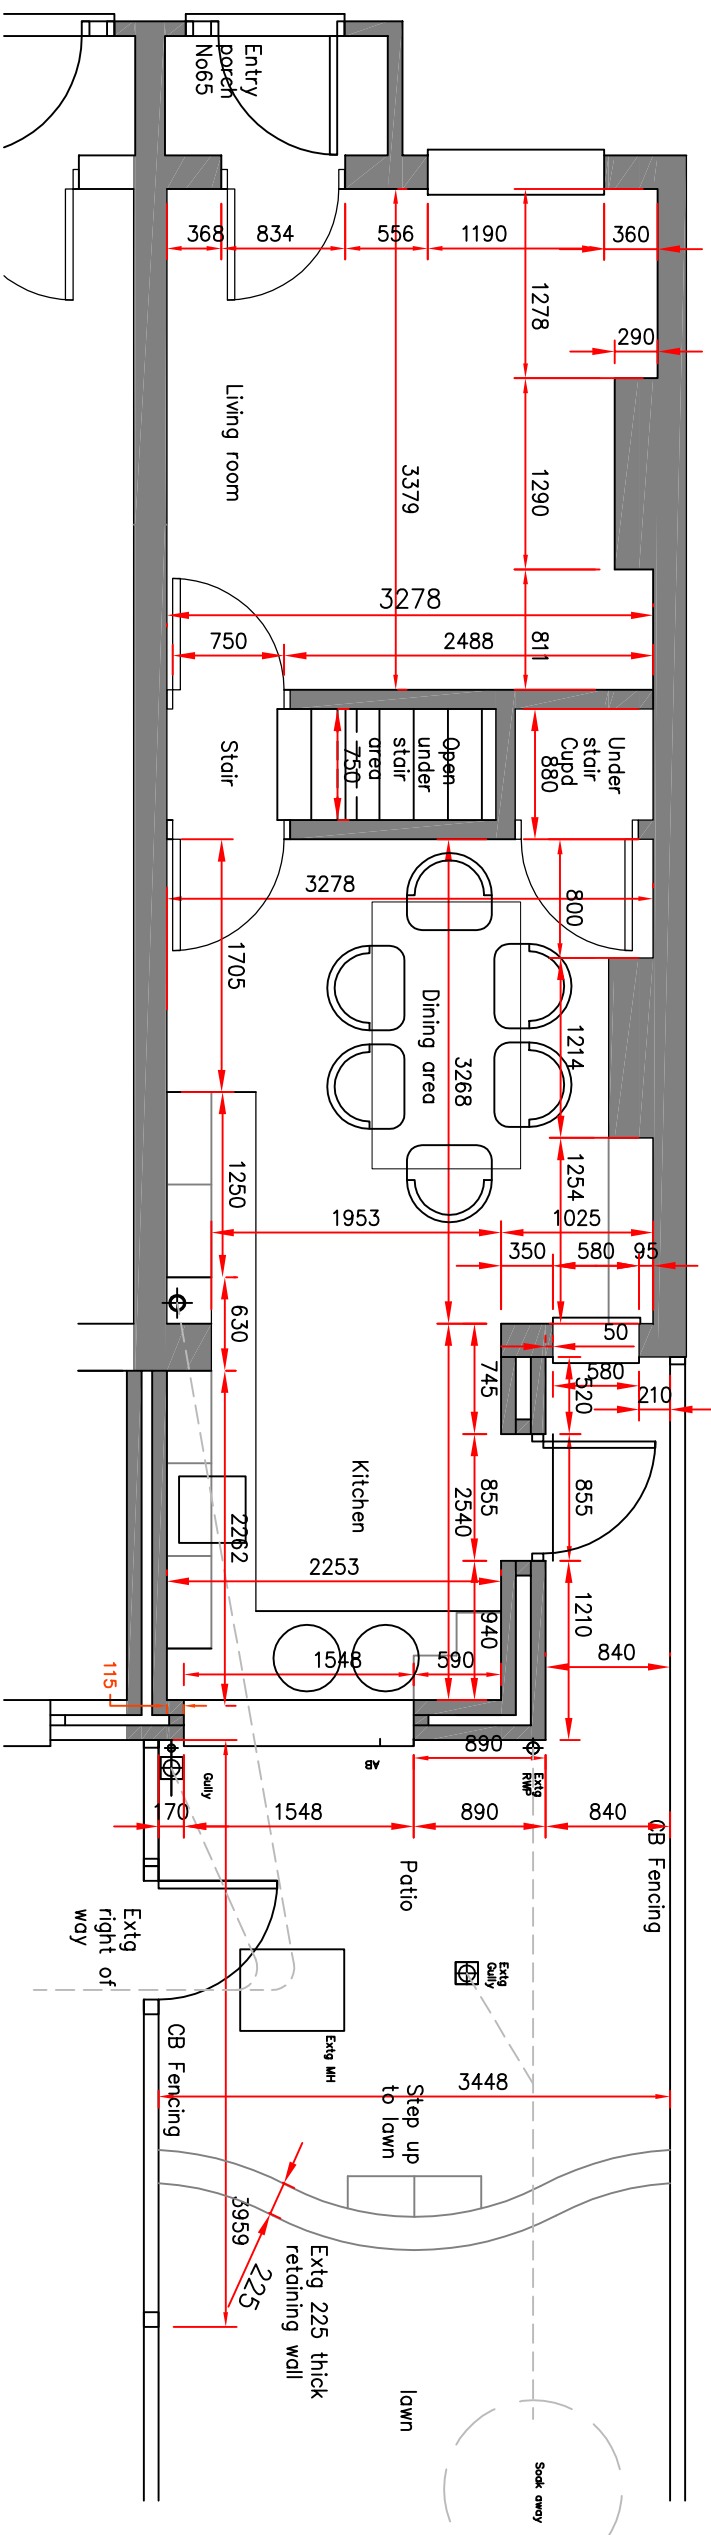 Entry
porch
No65
368
834
556
1190
360
1278
290
Living room
3379
1290
3278
811
750
2488
Stair
Open
under
stair
area
750
Under
stair
Cupd
880
3278
800
1705
Dining area
3268
1214
1254
1250
1953
1025
350
580
95
630
50
745
580
520
210
Kitchen
855
2540
855
2262
2253
1210
940
1548
590
840
115
890
AB
Gully
Extg
RWP
170
1548
890
840
CB Fencing
Patio
Extg
right of
way
Extg
Gully
CB Fencing
Extg MH
3448
Step up
to lawn
3959
225
Extg 225 thick
retaining wall
lawn
Soak away